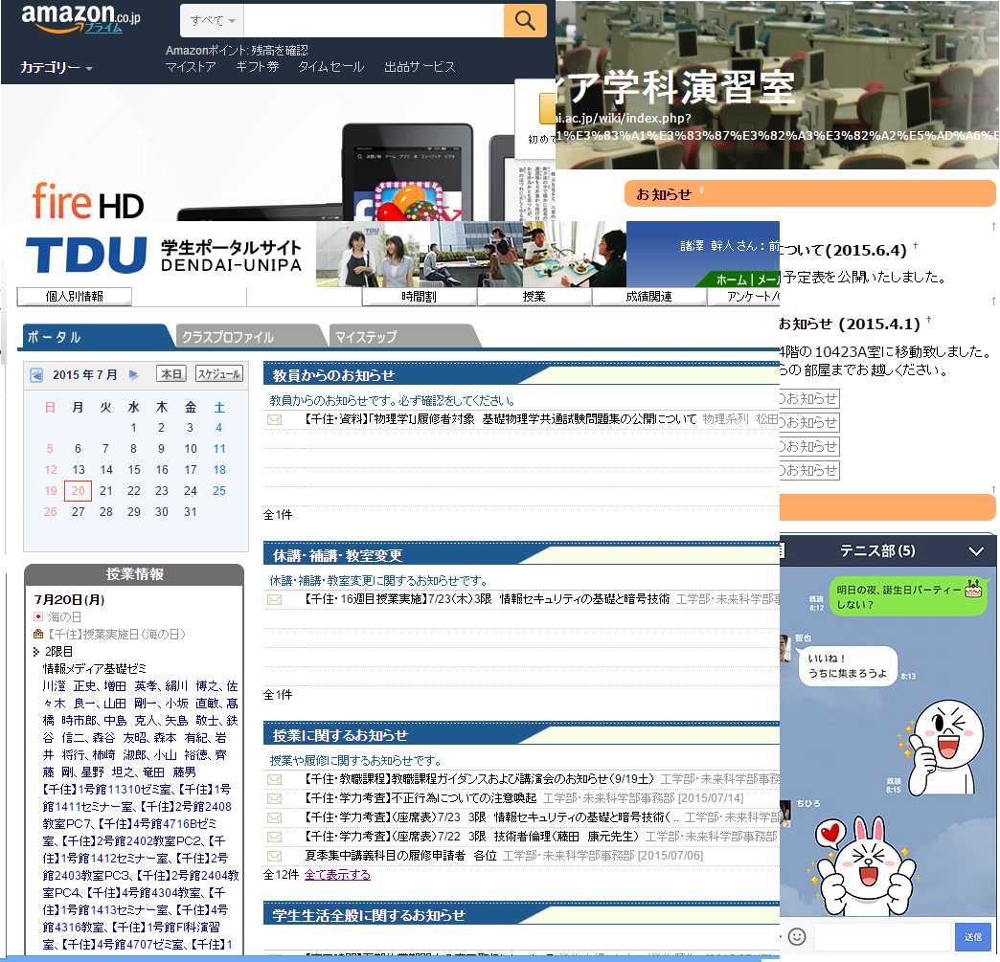 amazon.co.jp
プライム
すべて
Amazonポイント: 残高を確認
カテゴリー
マイストア ギフト券 タイムセール 出品サービス
初めて
fire HD
ィア学科演習室
ai.ac.jp/wiki/index.php?
1%E3%83%A1%E3%83%87%E3%82%A3%E3%82%A2%E5%AD%A6%E
お知らせ †
↑
について(2015.6.4) †
予定表を公開いたしました。
↑
お知らせ (2015.4.1) †
4階の10423A室に移動致しました。
らの部屋までお越しください。
のお知らせ
のお知らせ
のお知らせ
のお知らせ
↑
TDU 学生ポータルサイト
DENDAI-UNIPA
諸澤 幹人さん：前
ホーム | メー
個人別情報 時間割 授業 成績関連 アンケート/
ポータル クラスプロファイル マイステップ
2015 年 7 月 本日 スケジュール
日 月 火 水 木 金 土
1 2 3 4
5 6 7 8 9 10 11
12 13 14 15 16 17 18
19 20 21 22 23 24 25
26 27 28 29 30 31
授業情報
7月20日(月)
海の日
【千住】授業実施日（海の日）
2限目
情報メディア基礎ゼミ
川澄 正史、増田 英孝、絹川 博之、佐
々木 良一、山田 剛一、小坂 直敏、髙
橋 時市郎、中島 克人、矢島 敬士、鉄
谷 信二、森谷 友昭、森本 有紀、岩
井 将行、柿崎 淑郎、小山 裕徳、齊
藤 剛、星野 坦之、竜田 藤男
【千住】1号館11310ゼミ室、【千住】1号
館1411セミナー室、【千住】2号館2408
教室PC7、【千住】4号館4716Bゼミ
室、【千住】2号館2402教室PC2、【千
住】1号館1412セミナー室、【千住】2号
館2403教室PC3、【千住】2号館2404教
室PC4、【千住】4号館4304教室、【千
住】1号館1413セミナー室、【千住】4号
館4316教室、【千住】1号館FI科演習
室、【千住】4号館4707ゼミ室、【千住】1
教員からのお知らせ
教員からのお知らせです。必ず確認をしてください。
【千住・資料】「物理学I」履修者対象 基礎物理学共通試験問題集の公開について 物理系列 松田
全1件
休講・補講・教室変更
休講・補講・教室変更に関するお知らせです。
【千住・16週目授業実施】7/23(木)3限 情報セキュリティの基礎と暗号技術 工学部・未来科学部事
全1件
授業に関するお知らせ
授業や履修に関するお知らせです。
【千住・教職課程】教職課程ガイダンスおよび講演会のお知らせ（9/19土） 工学部・未来科学部事務
【千住・学力考査】不正行為についての注意喚起 工学部・未来科学部事務部 [2015/07/14]
【千住・学力考査】（座席表）7/23 3限 情報セキュリティの基礎と暗号技術（ .. 工学部・未来科学部
【千住・学力考査】（座席表）7/22 3限 技術者倫理（藤田 康元先生） 工学部・未来科学部事務部
夏季集中講義科目の履修申請者 各位 工学部・未来科学部事務部 [2015/07/06]
全12件 全て表示する
学生生活全般に関するお知らせ
テニス部 (5)
明日の夜、誕生日パーティー
しない？
既読
8:12
智也
いいね！
うちに集まろうよ
8:13
既読
8:15
ちひろ
送信